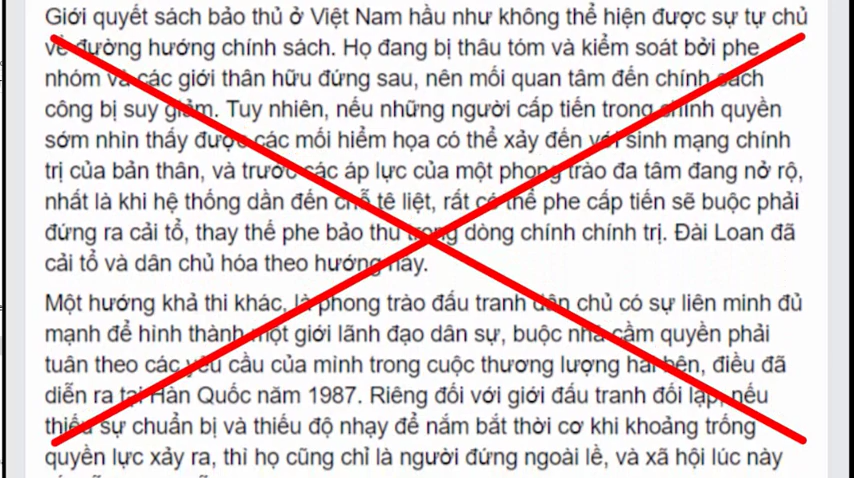 Giới quyết sách bảo thủ ở Việt Nam hầu như không thể hiện được sự tự chủ
về đường hướng chính sách. Họ đang bị thâu tóm và kiểm soát bởi phe
nhóm và các giới thân hữu đứng sau, nên mối quan tâm đến chính sách
công bị suy giảm. Tuy nhiên, nếu những người cấp tiến trong chính quyền
sớm nhìn thấy được các mối hiểm họa có thể xảy đến với sinh mạng chính
trị của bản thân, và trước các áp lực của một phong trào đa tâm đang nở rộ,
nhất là khi hệ thống dần đến chỗ tê liệt, rất có thể phe cấp tiến sẽ buộc phải
đứng ra cải tổ, thay thế phe bảo thủ trong dòng chính chính trị. Đài Loan đã
cải tổ và dân chủ hóa theo hướng này.
Một hướng khả thi khác, là phong trào đấu tranh dân chủ có sự liên minh đủ
mạnh để hình thành một giới lãnh đạo dân sự, buộc nhà cầm quyền phải
tuân theo các yêu cầu của mình trong cuộc thương lượng hai bên, điều đã
diễn ra tại Hàn Quốc năm 1987. Riêng đối với giới đấu tranh đối lập, nếu
thiếu sự chuẩn bị và thiếu độ nhạy để nắm bắt thời cơ khi khoảng trống
quyền lực xảy ra, thì họ cũng chỉ là người đứng ngoài lề, và xã hội lúc này